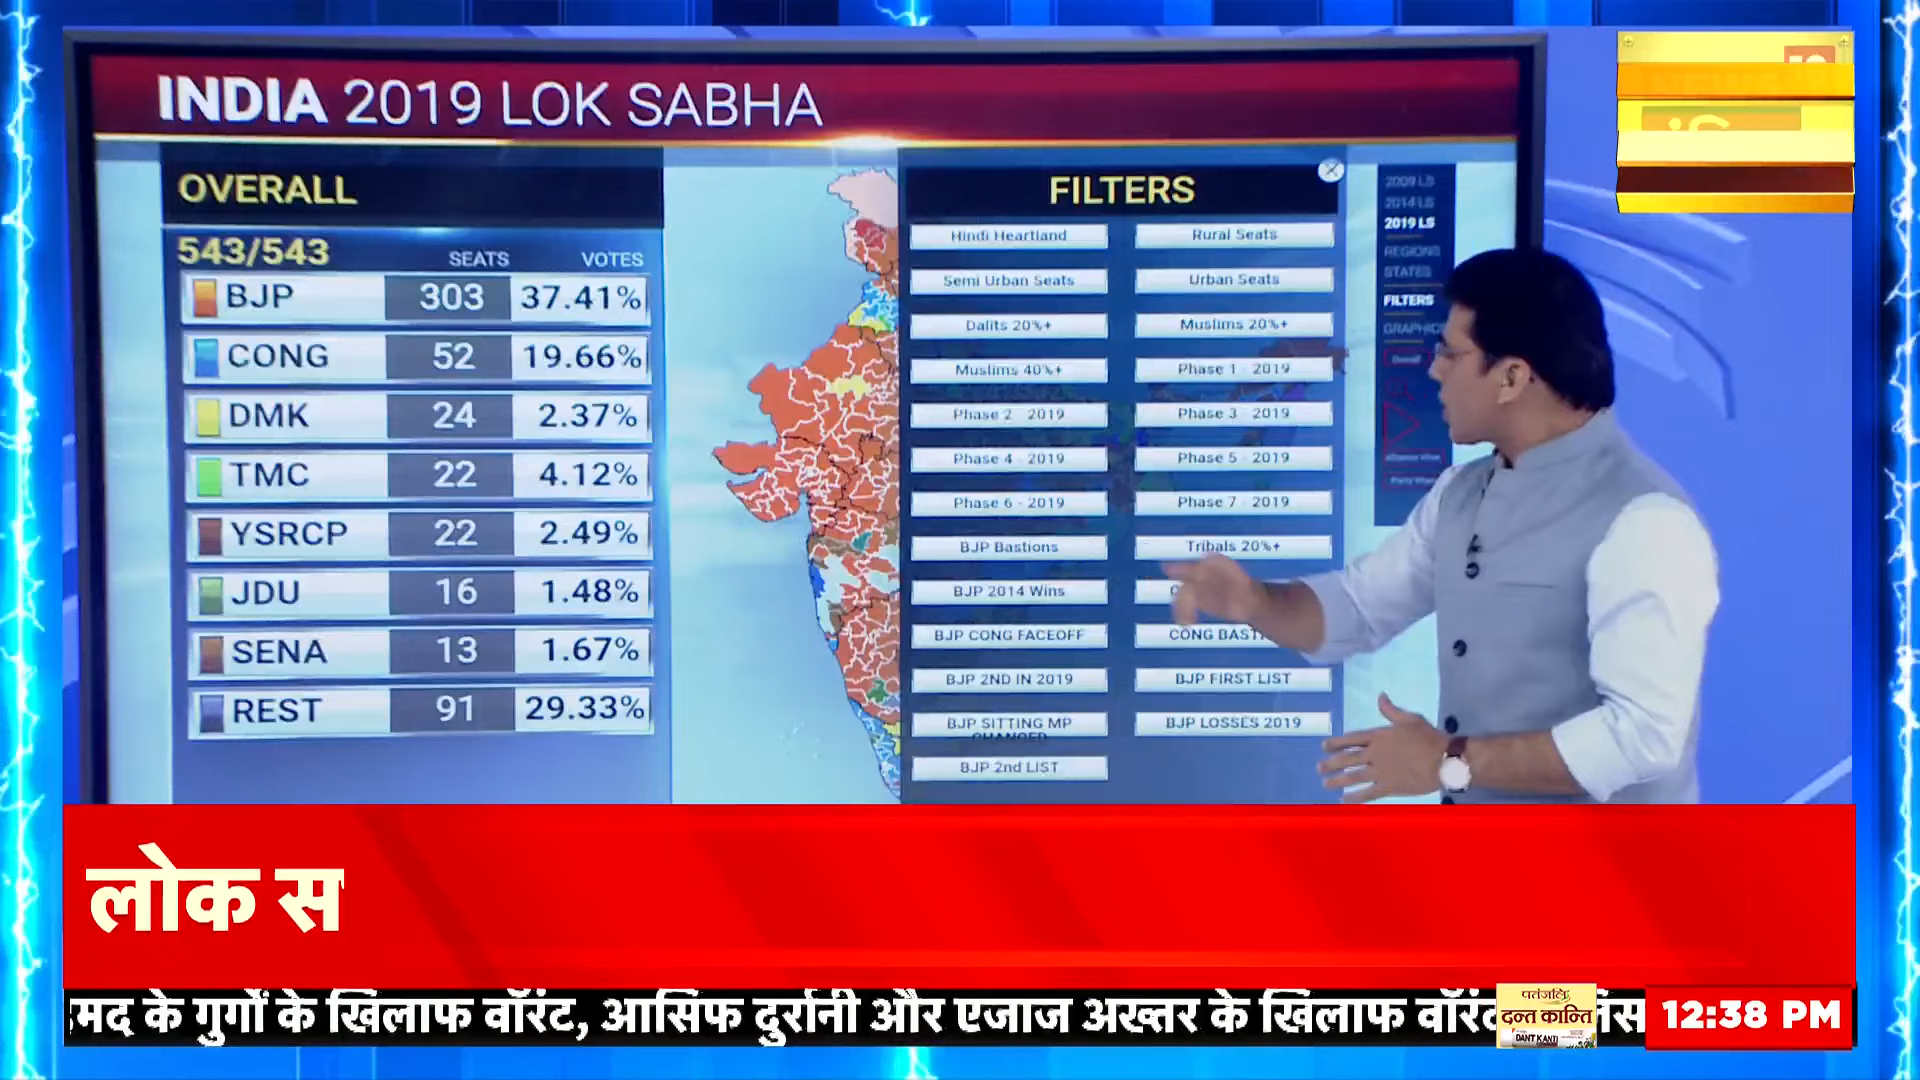 INDIA 2019 LOK SABHA
OVERALL
543/543 SEATS VOTES
BJP 303 37.41%
CONG 52 19.66%
DMK 24 2.37%
TMC 22 4.12%
YSRCP 22 2.49%
JDU 16 1.48%
SENA 13 1.67%
REST 91 29.33%
FILTERS
Hindi Heartland Rural Seats
Semi Urban Seats Urban Seats
Dalits 20%+ Muslims 20%+
Muslims 40%+ Phase 1 - 2019
Phase 2 - 2019 Phase 3 - 2019
Phase 4 - 2019 Phase 5 - 2019
Phase 6 - 2019 Phase 7 - 2019
BJP Bastions Tribals 20%+
BJP 2014 Wins
BJP CONG FACEOFF CONG
BJP 2ND IN 2019 BJP FIRST LIST
BJP SITTING MP CHANGED BJP LOSSES 2019
BJP 2nd LIST
2009 LS
2014 LS
2019 LS
REGIONS
STATES
FILTERS
लोक स
के गुर्गों के खिलाफ वॉरंट, आसिफ दुर्रानी और एजाज अख्तर के खिलाफ
पतंजलि
दन्त कान्ति
DANT KANTI
12:38 PM